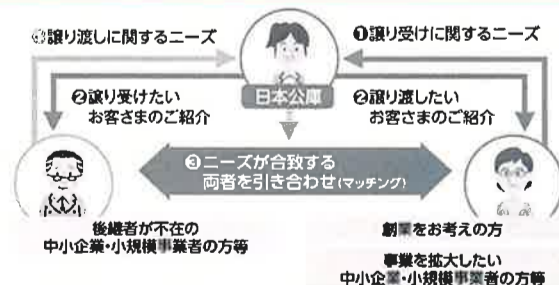 譲り渡しに関するニーズ
❶譲り受けに関するニーズ
日本公庫
❷譲り受けたい
お客さまのご紹介
❷譲り渡したい
お客さまのご紹介
❸ニーズが合致する
両者を引き合わせ(マッチング)
後継者が不在の
中小企業・小規模事業者の方等
創業をお考えの方
事業を拡大したい
中小企業・小規模事業者の方等